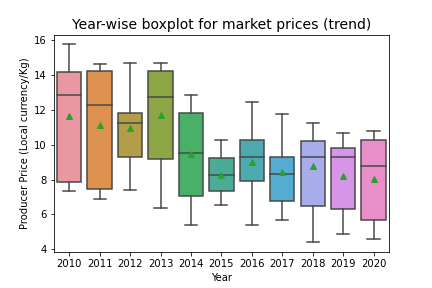 Year-wise boxplot for market prices (trend)
Producer Price (Local currency/Kg)
16
14
12
10
8
6
4
2010 2011 2012 2013 2014 2015 2016 2017 2018 2019 2020
Year